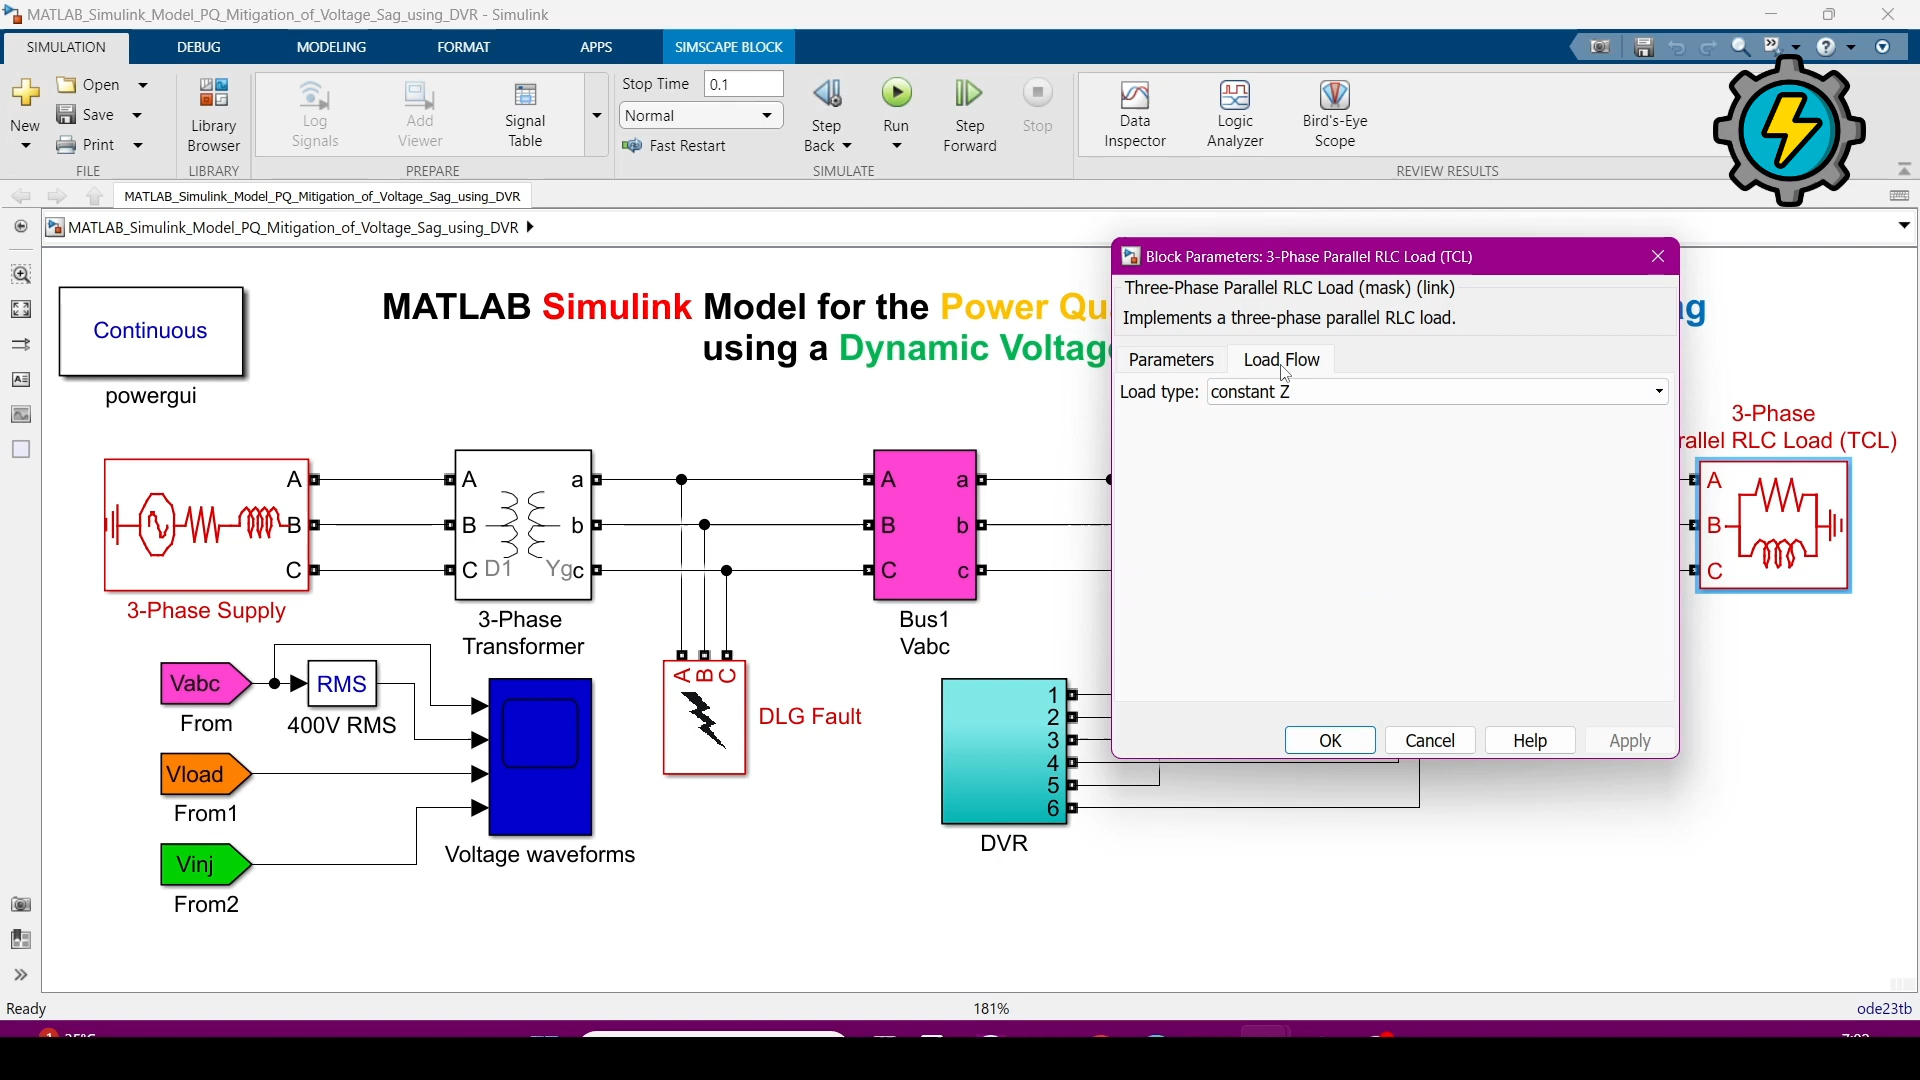 MATLAB_Simulink_Model_PQ_Mitigation_of_Voltage_Sag_using_DVR - Simulink
SIMULATION
DEBUG
MODELING
FORMAT
APPS
SIMSCAPE BLOCK
New
Open
Save
Print
FILE
Library
Browser
LIBRARY
Log
Signals
Add
Viewer
Signal
Table
PREPARE
Stop Time 0.1
Normal
Fast Restart
Step
Back
Run
Step
Forward
Stop
SIMULATE
Data
Inspector
Logic
Analyzer
Bird's-Eye
Scope
REVIEW RESULTS
MATLAB_Simulink_Model_PQ_Mitigation_of_Voltage_Sag_using_DVR
MATLAB_Simulink_Model_PQ_Mitigation_of_Voltage_Sag_using_DVR
MATLAB Simulink Model for the Power Qu
g
using a Dynamic Voltag
Continuous
powergui
A
B
C
3-Phase Supply
A
B
C
D1
Yg
a
b
c
3-Phase
Transformer
A
B
C
a
b
c
Bus1
Vabc
A B C
DLG Fault
Vabc
From
RMS
400V RMS
Vload
From1
Vinj
From2
Voltage waveforms
1
2
3
4
5
6
DVR
Block Parameters: 3-Phase Parallel RLC Load (TCL)
Three-Phase Parallel RLC Load (mask) (link)
Implements a three-phase parallel RLC load.
Parameters
Load Flow
Load type: constant Z
OK
Cancel
Help
Apply
3-Phase
rallel RLC Load (TCL)
A
B
C
Ready
181%
ode23tb